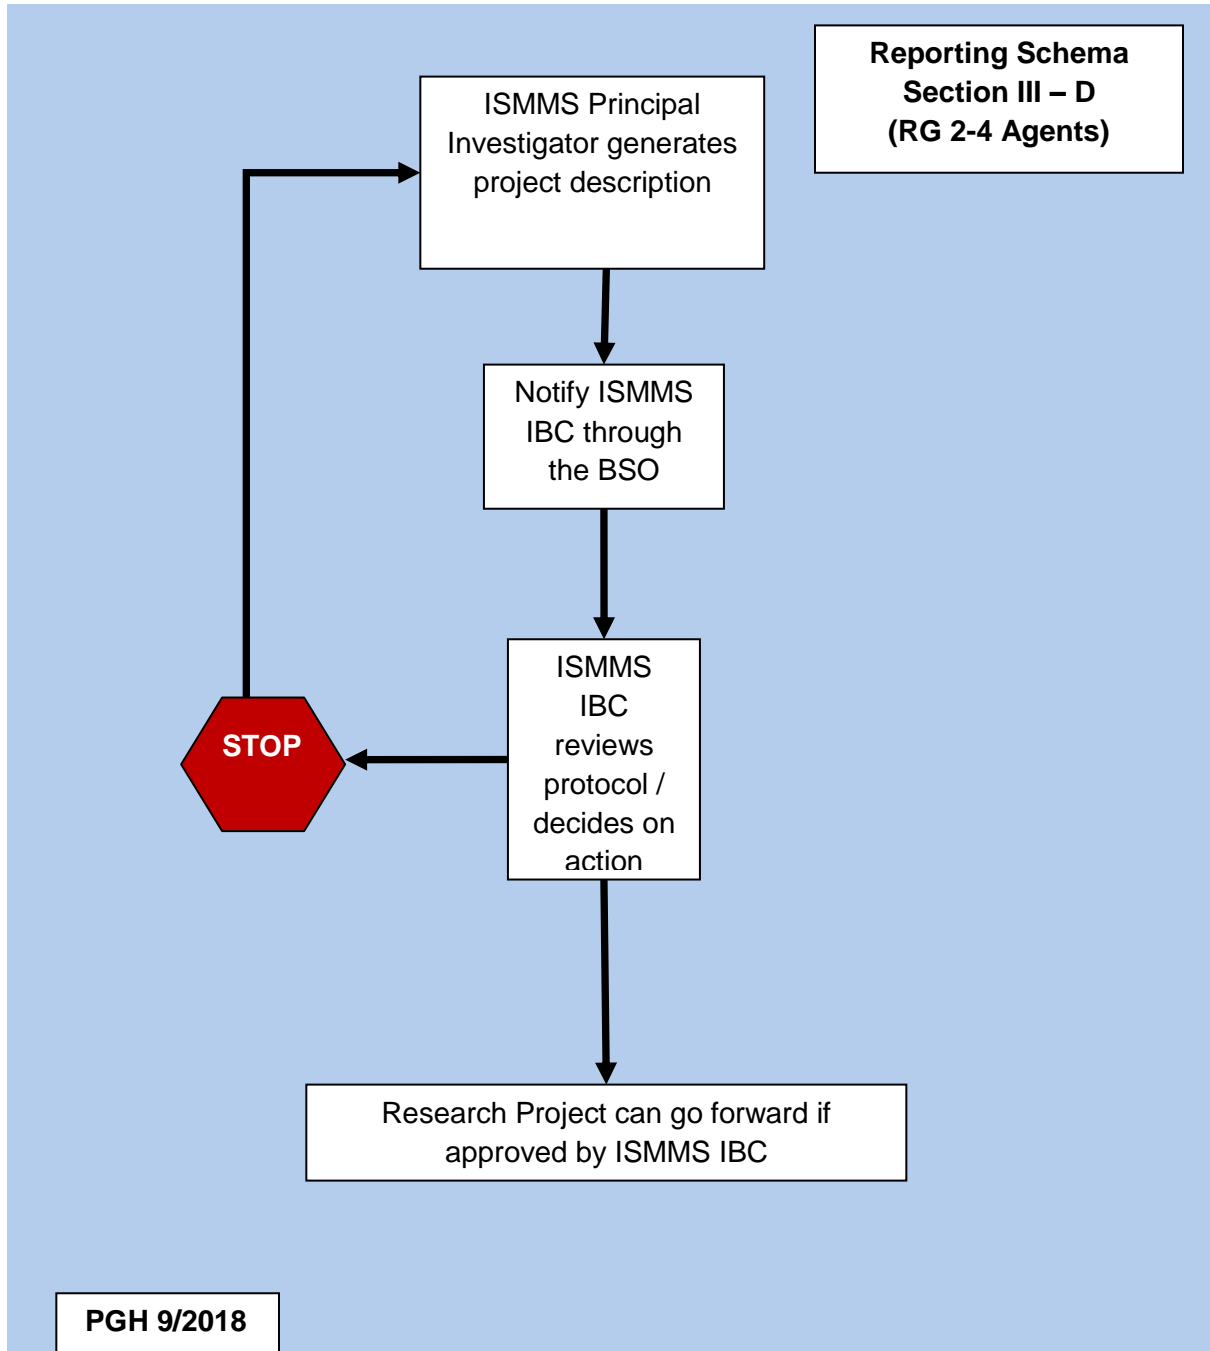 Reporting Schema
Section III – D
(RG 2-4 Agents)
ISMMS Principal
Investigator generates
project description
Notify ISMMS
IBC through
the BSO
ISMMS
IBC
reviews
protocol /
decides on
action
STOP
Research Project can go forward if
approved by ISMMS IBC
PGH 9/2018